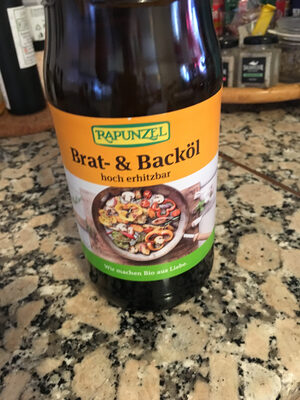 RAPUNZEL
Brat- & Backöl
hoch erhitzbar
Wir machen Bio aus Liebe.